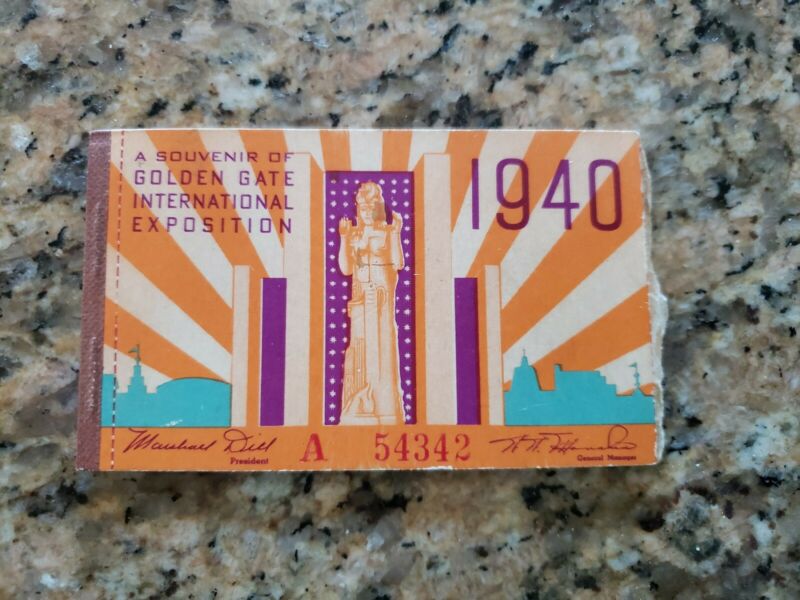 A SOUVENIR OF
GOLDEN GATE
INTERNATIONAL
EXPOSITION
1940
Marshall Dill
President
A 54342
General Manager